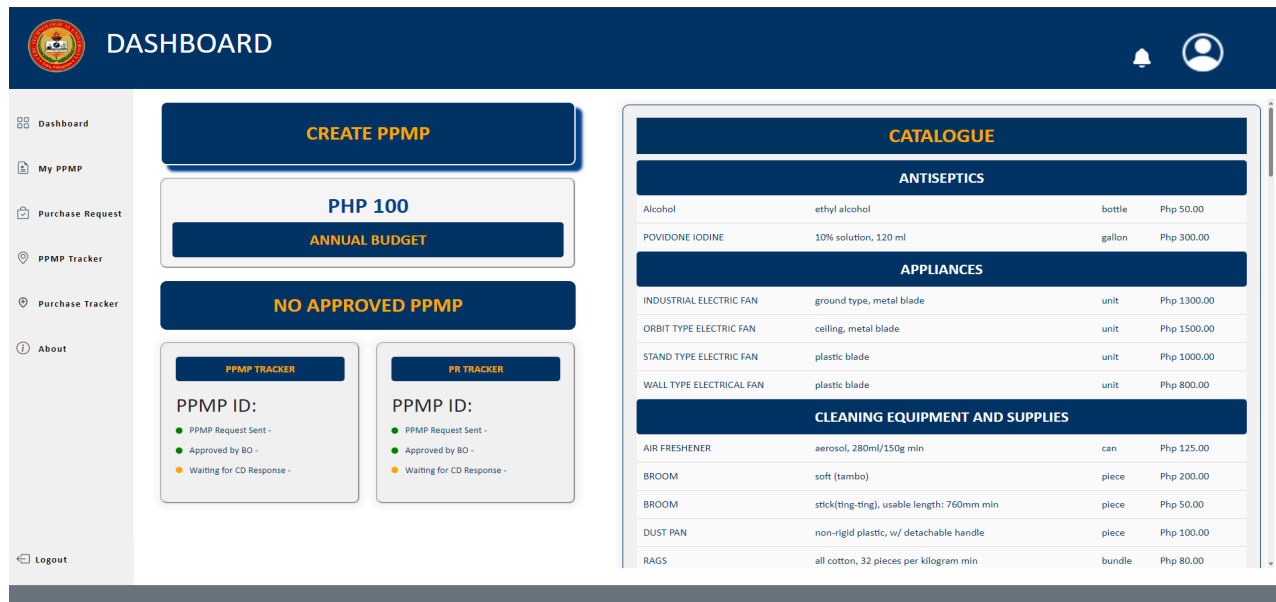 DASHBOARD
Dashboard
My PPMP
Purchase Request
PPMP Tracker
Purchase Tracker
About
Logout
CREATE PPMP
PHP 100
ANNUAL BUDGET
NO APPROVED PPMP
PPMP TRACKER
PPMP ID:
PPMP Request Sent -
Approved by BO -
Waiting for CD Response -
PR TRACKER
PPMP ID:
PPMP Request Sent -
Approved by BO -
Waiting for CD Response -
CATALOGUE
ANTISEPTICS
Alcohol ethyl alcohol bottle Php 50.00
POVIDONE IODINE 10% solution, 120 ml gallon Php 300.00
APPLIANCES
INDUSTRIAL ELECTRIC FAN ground type, metal blade unit Php 1300.00
ORBIT TYPE ELECTRIC FAN ceiling, metal blade unit Php 1500.00
STAND TYPE ELECTRIC FAN plastic blade unit Php 1000.00
WALL TYPE ELECTRICAL FAN plastic blade unit Php 800.00
CLEANING EQUIPMENT AND SUPPLIES
AIR FRESHENER aerosol, 280ml/150g min can Php 125.00
BROOM soft (tambo) piece Php 200.00
BROOM stick(ting-ting), usable length: 760mm min piece Php 50.00
DUST PAN non-rigid plastic, w/ detachable handle piece Php 100.00
RAGS all cotton, 32 pieces per kilogram min bundle Php 80.00